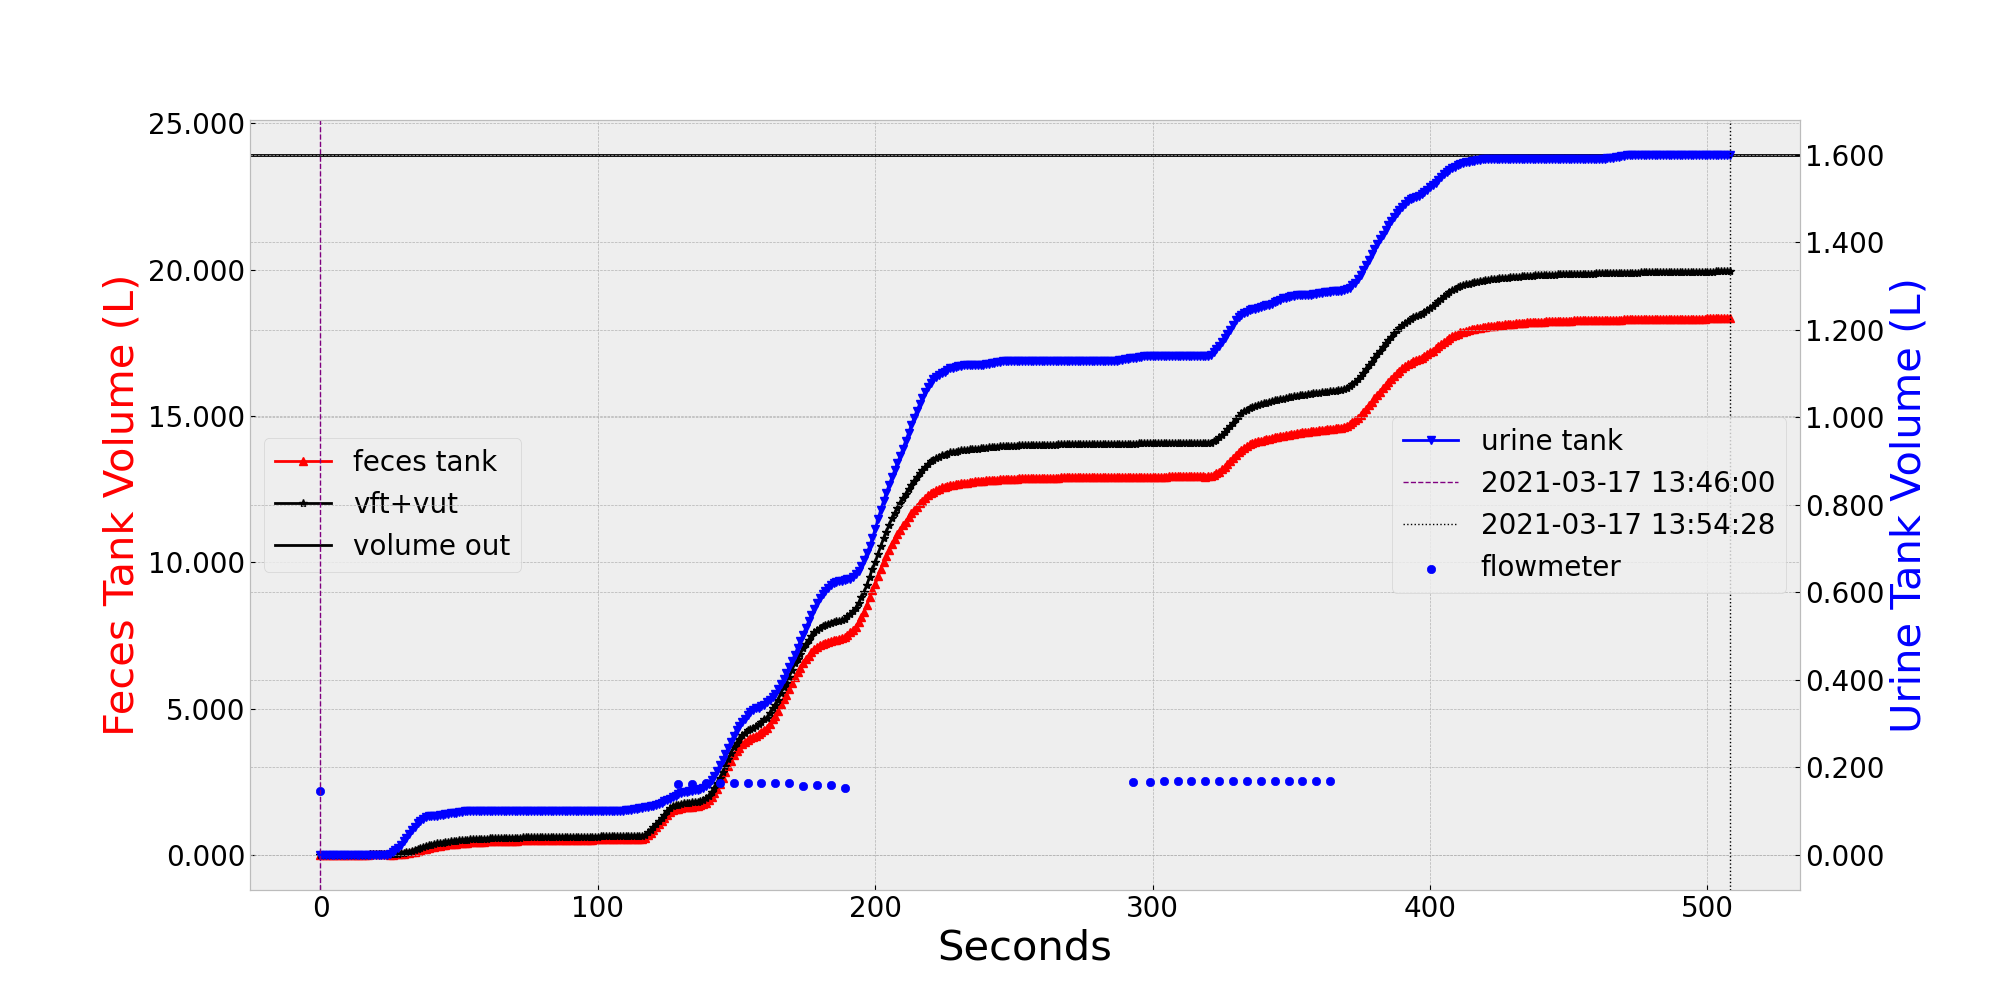 25.000
20.000
15.000
10.000
5.000
0.000
Feces Tank Volume (L)
feces tank
vft+vut
volume out
1.600
1.400
1.200
1.000
0.800
0.600
0.400
0.200
0.000
Urine Tank Volume (L)
urine tank
2021-03-17 13:46:00
2021-03-17 13:54:28
flowmeter
0 100 200 300 400 500
Seconds